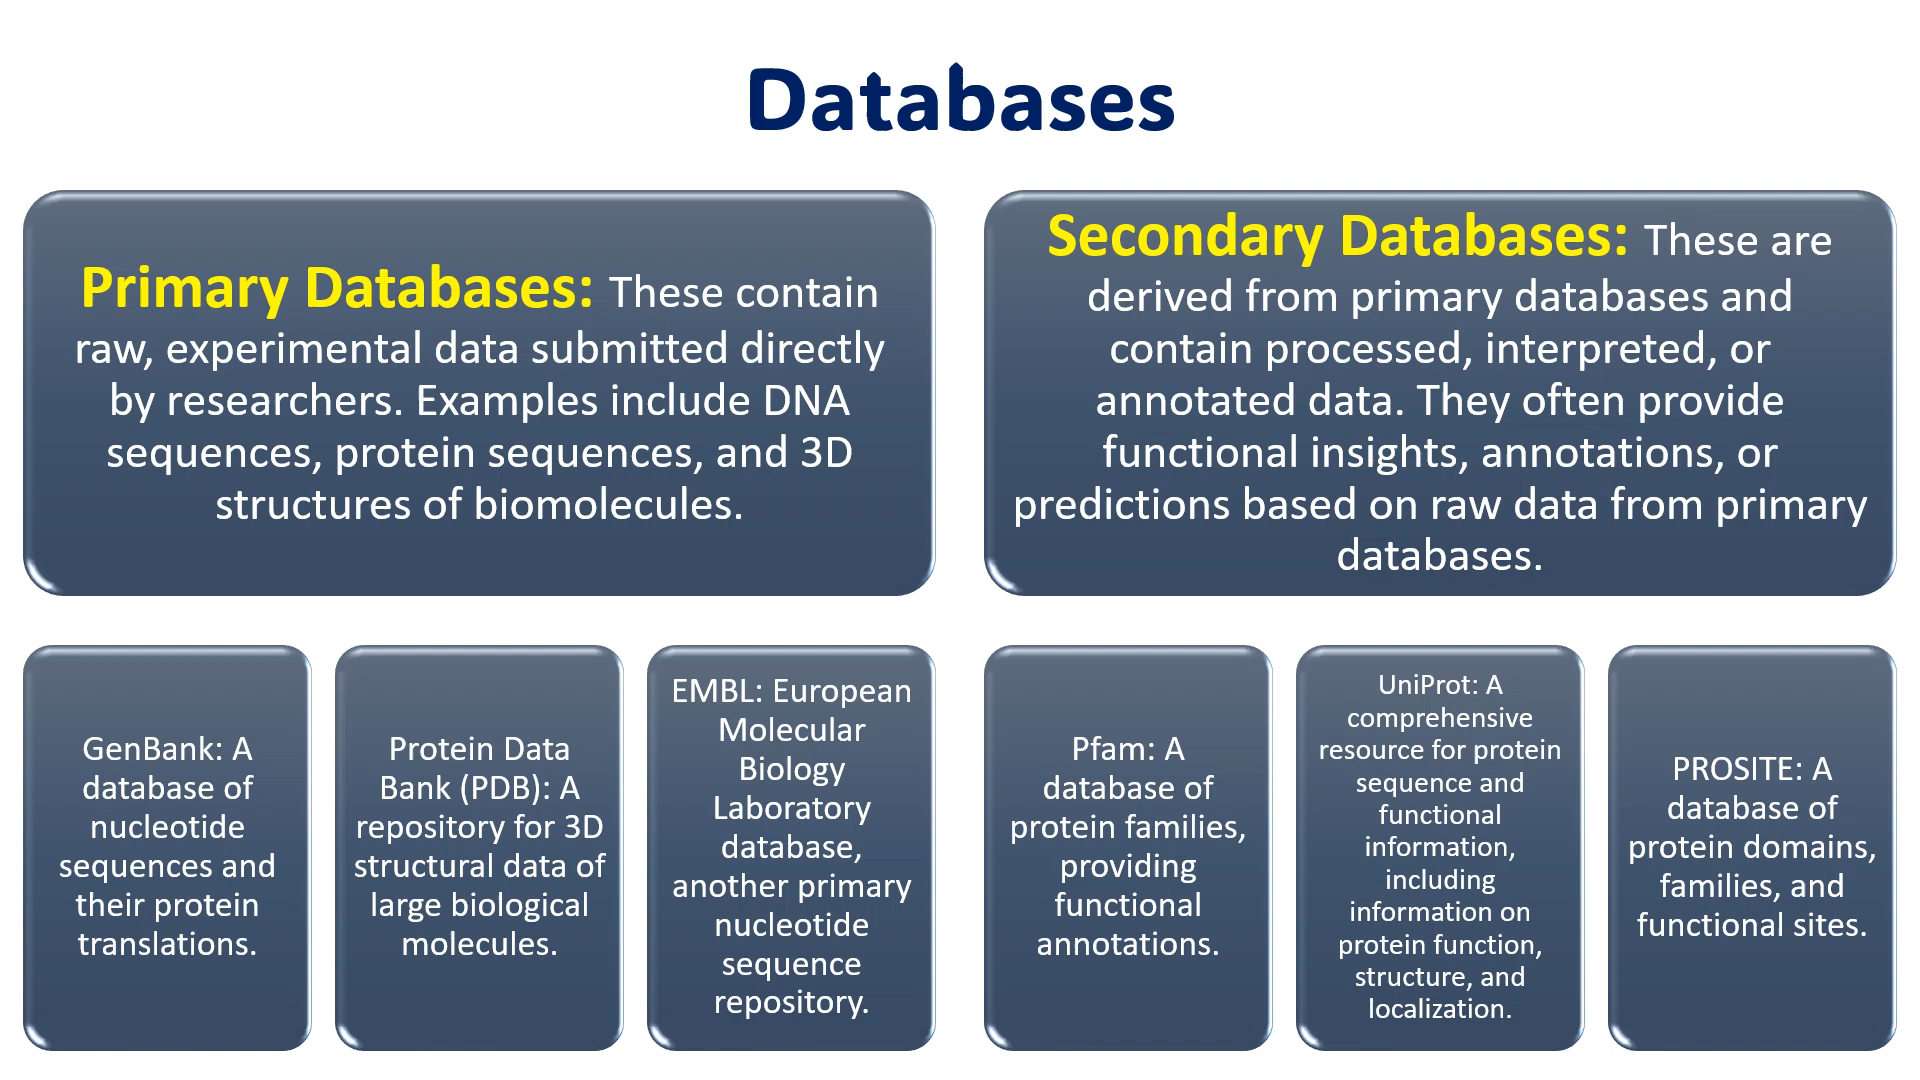 Databases
Primary Databases: These contain
raw, experimental data submitted directly
by researchers. Examples include DNA
sequences, protein sequences, and 3D
structures of biomolecules.
Secondary Databases: These are
derived from primary databases and
contain processed, interpreted, or
annotated data. They often provide
functional insights, annotations, or
predictions based on raw data from primary
databases.
GenBank: A
database of
nucleotide
sequences and
their protein
translations.
Protein Data
Bank (PDB): A
repository for 3D
structural data of
large biological
molecules.
EMBL: European
Molecular
Biology
Laboratory
database,
another primary
nucleotide
sequence
repository.
Pfam: A
database of
protein families,
providing
functional
annotations.
UniProt: A
comprehensive
resource for protein
sequence and
functional
information,
including
information on
protein function,
structure, and
localization.
PROSITE: A
database of
protein domains,
families, and
functional sites.